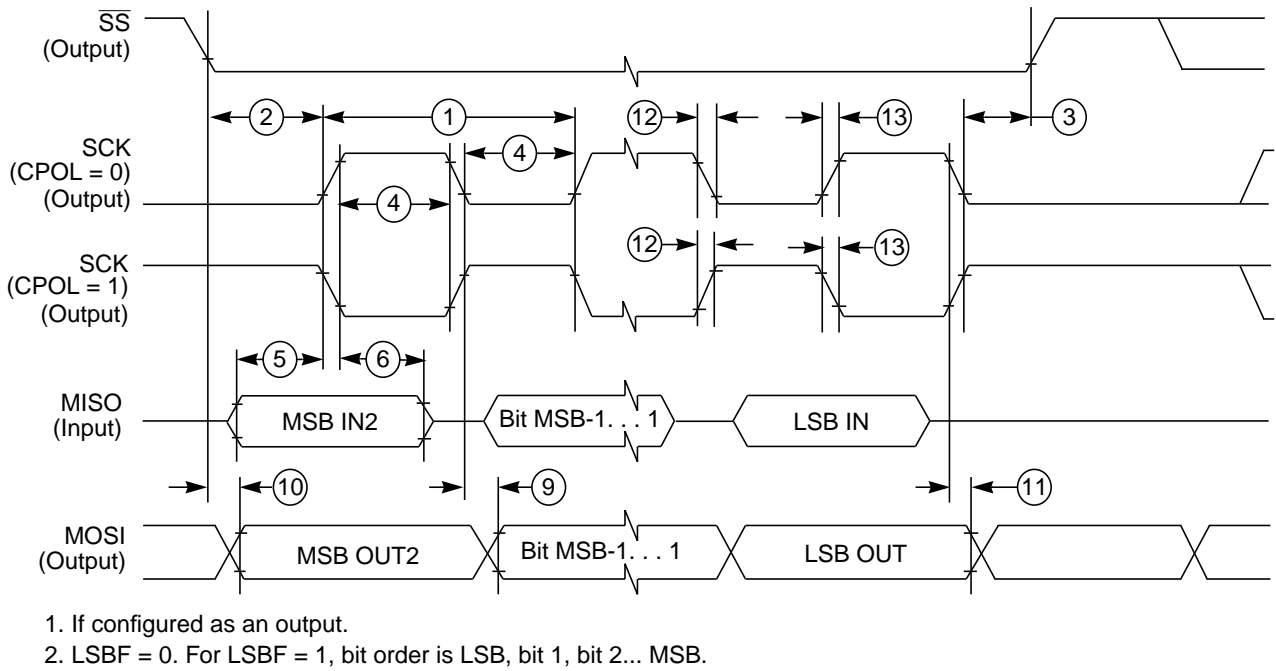 SS
(Output)
2
1
12
13
3
SCK
(CPOL = 0)
(Output)
4
4
12
13
SCK
(CPOL = 1)
(Output)
5
6
MISO
(Input)
MSB IN2
Bit MSB-1. . . 1
LSB IN
10
9
11
MOSI
(Output)
MSB OUT2
Bit MSB-1. . . 1
LSB OUT
1. If configured as an output.
2. LSBF = 0. For LSBF = 1, bit order is LSB, bit 1, bit 2... MSB.